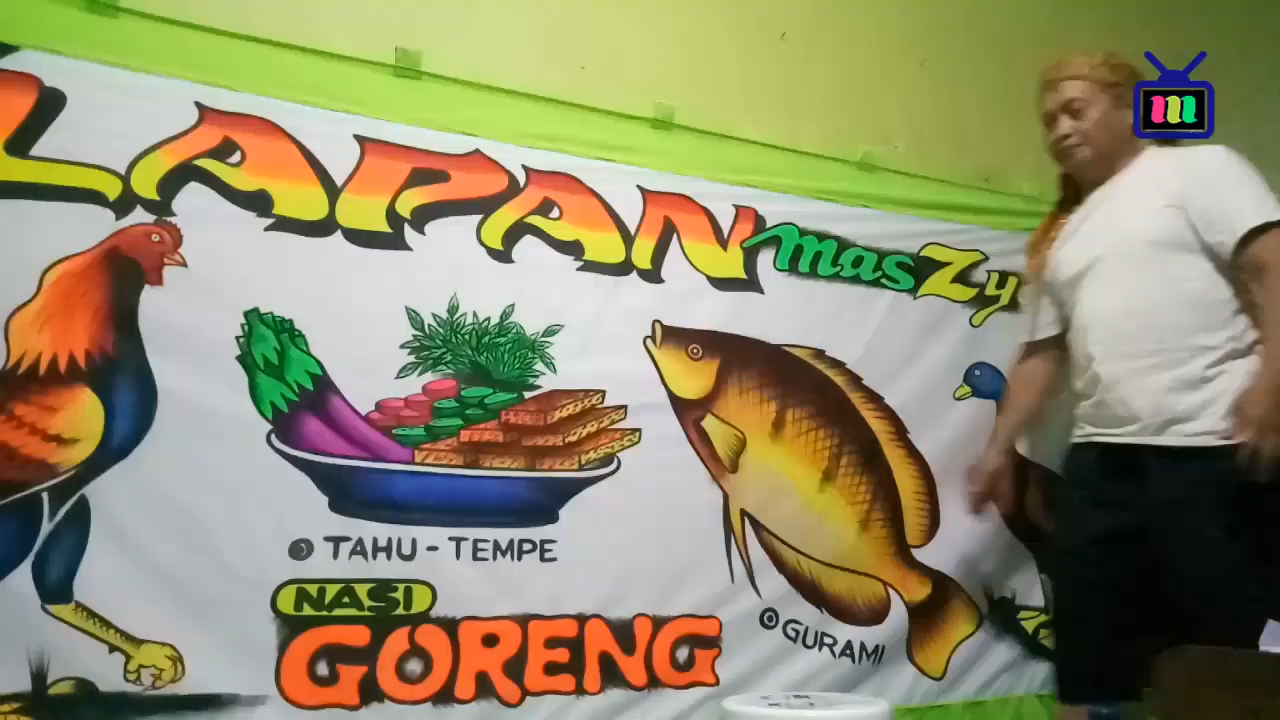 LAPAN mas Zy
TAHU - TEMPE
NASI
GORENG
GURAMI
m